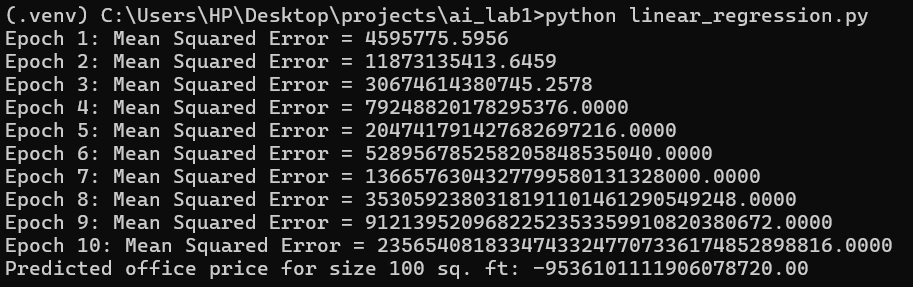 (.venv) C:\Users\HP\Desktop\projects\ai_lab1>python linear_regression.py
Epoch 1: Mean Squared Error = 4595775.5956
Epoch 2: Mean Squared Error = 11873135413.6459
Epoch 3: Mean Squared Error = 30674614380745.2578
Epoch 4: Mean Squared Error = 79248820178295376.0000
Epoch 5: Mean Squared Error = 204741791427682697216.0000
Epoch 6: Mean Squared Error = 528956785258205848535040.0000
Epoch 7: Mean Squared Error = 1366576304327799580131328000.0000
Epoch 8: Mean Squared Error = 3530592380318191101461290549248.0000
Epoch 9: Mean Squared Error = 9121395209682252353359910820380672.0000
Epoch 10: Mean Squared Error = 23565408183347433247707336174852898816.0000
Predicted office price for size 100 sq. ft: -9536101111906078720.00